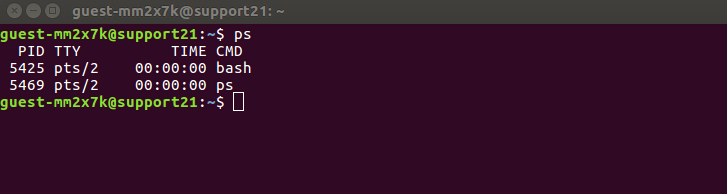 guest-mm2x7k@support21: ~
guest-mm2x7k@support21:~$ ps
  PID TTY          TIME CMD
 5425 pts/2    00:00:00 bash
 5469 pts/2    00:00:00 ps
guest-mm2x7k@support21:~$